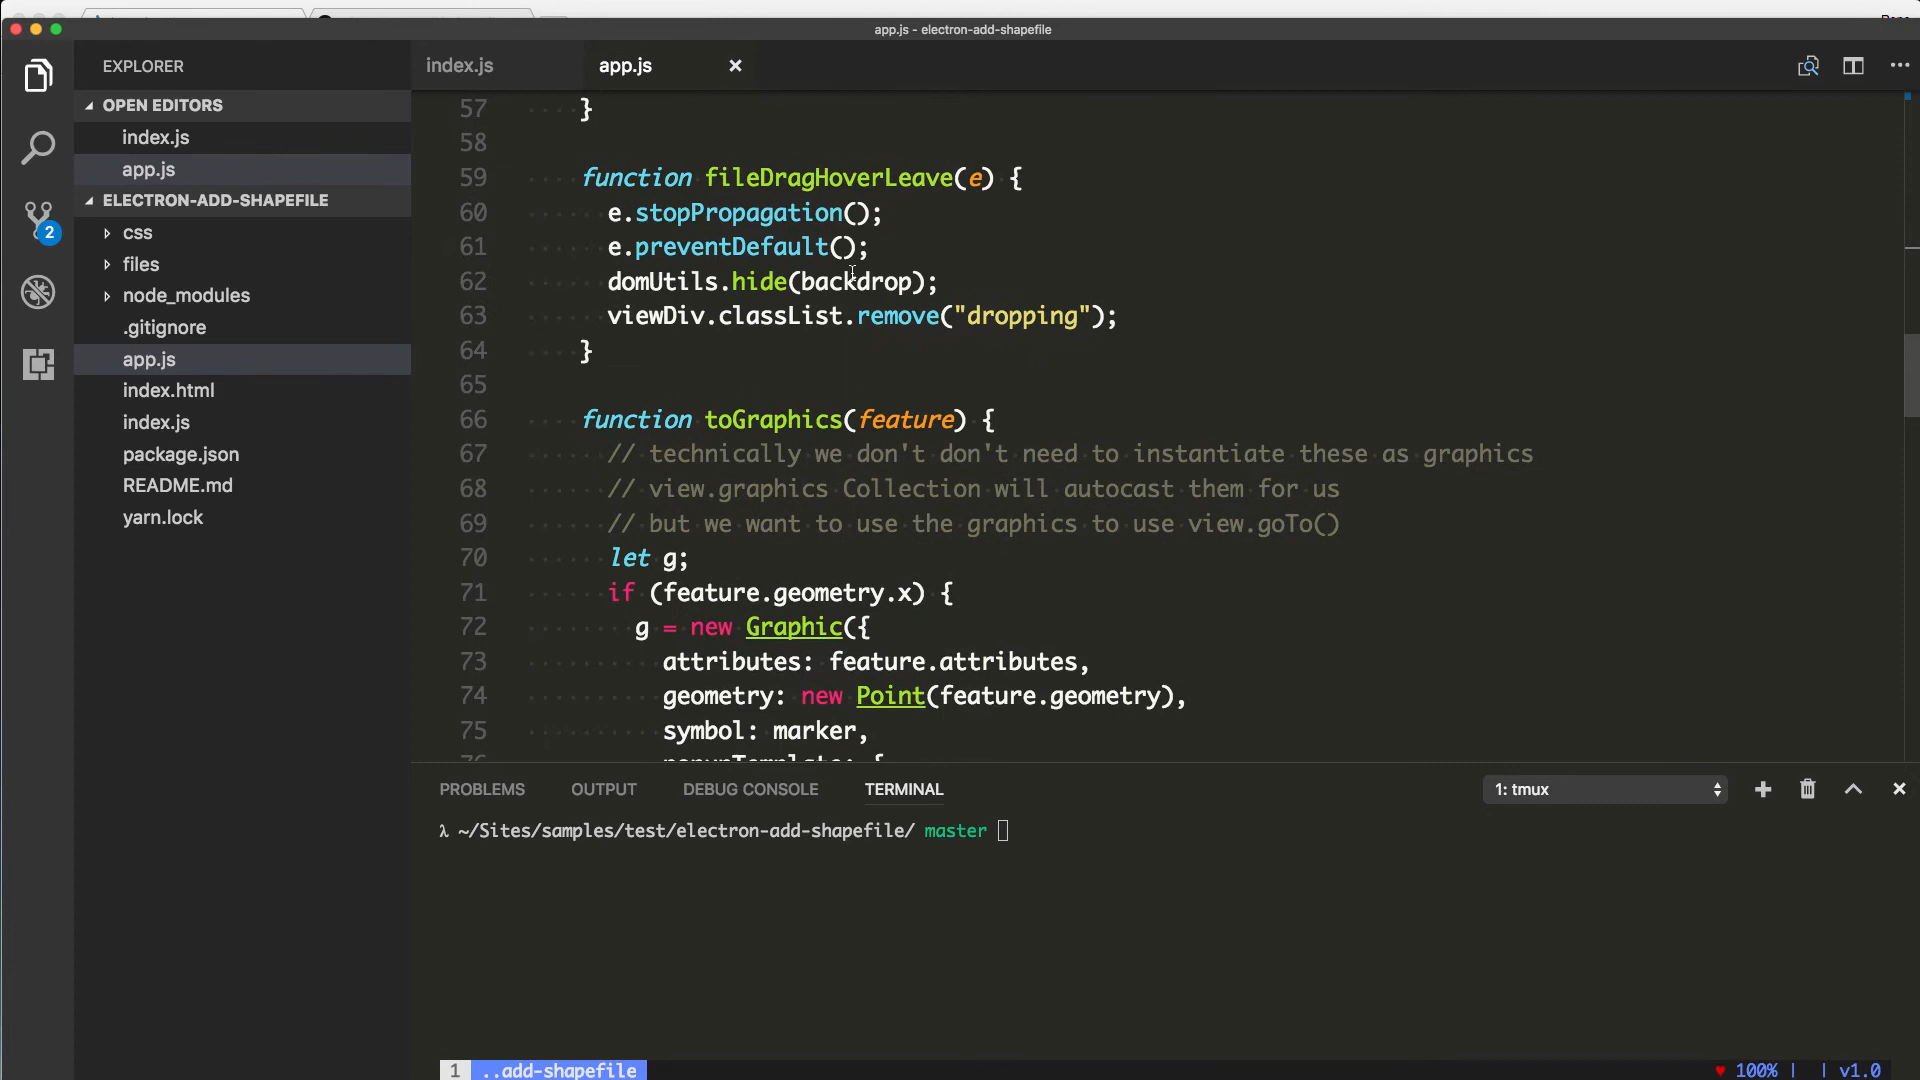 app.js - electron-add-shapefile
EXPLORER
index.js
app.js
OPEN EDITORS
index.js
app.js
ELECTRON-ADD-SHAPEFILE
css
files
node_modules
.gitignore
app.js
index.html
index.js
package.json
README.md
yarn.lock
2
57 }
58
59 function fileDragHoverLeave(e) {
60 e.stopPropagation();
61 e.preventDefault();
62 domUtils.hide(backdrop);
63 viewDiv.classList.remove("dropping");
64 }
65
66 function toGraphics(feature) {
67 // technically we don't don't need to instantiate these as graphics
68 // view.graphics Collection will autocast them for us
69 // but we want to use the graphics to use view.goTo()
70 let g;
71 if (feature.geometry.x) {
72 g = new Graphic({
73 attributes: feature.attributes,
74 geometry: new Point(feature.geometry),
75 symbol: marker,
76 popupTemplate: {
PROBLEMS OUTPUT DEBUG CONSOLE TERMINAL
1: tmux
λ ~/Sites/samples/test/electron-add-shapefile/ master
1 ..add-shapefile
♥ 100% | | v1.0